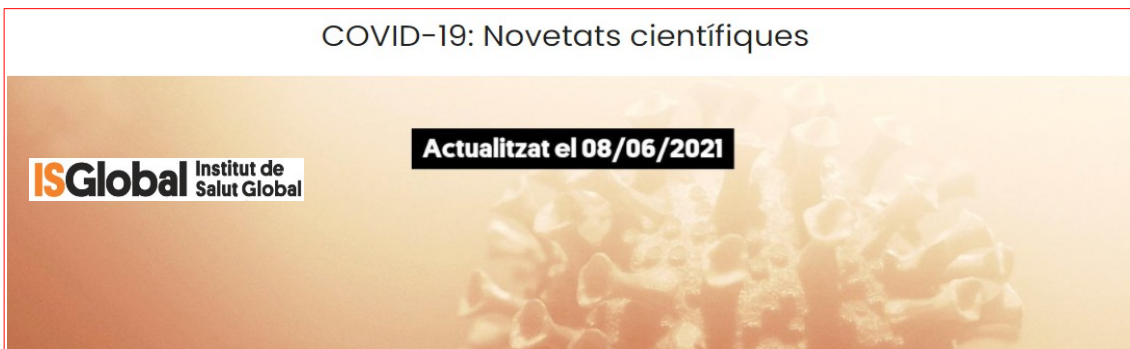 COVID-19: Novetats científiques
Actualitzat el 08/06/2021
ISGlobal Institut de
Salut Global